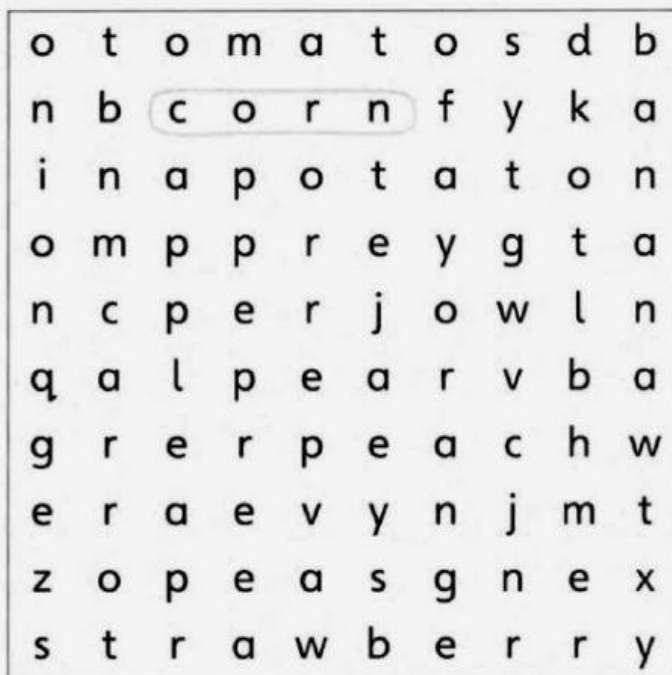 o t o m a t o s d b
n b c o r n f y k a
i n a p o t a t o n
o m p p r e y g t a
n c p e r j o w l n
q a l p e a r v b a
g r e r p e a c h w
e r a e v y n j m t
z o p e a s g n e x
s t r a w b e r r y